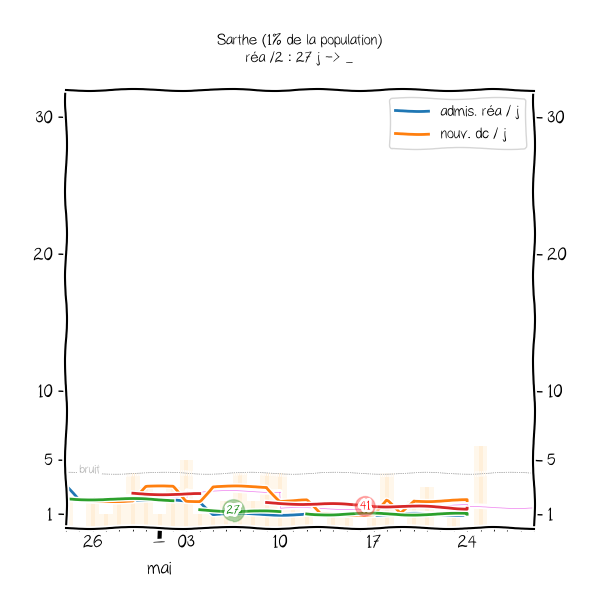 Sarthe (1% de la population)
réa /2 : 27 j -> _
admis. réa / j
nouv. dc / j
30 30
20 20
10 10
5 5
bruit
1 1
27
41
26 03 10 17 24
mai